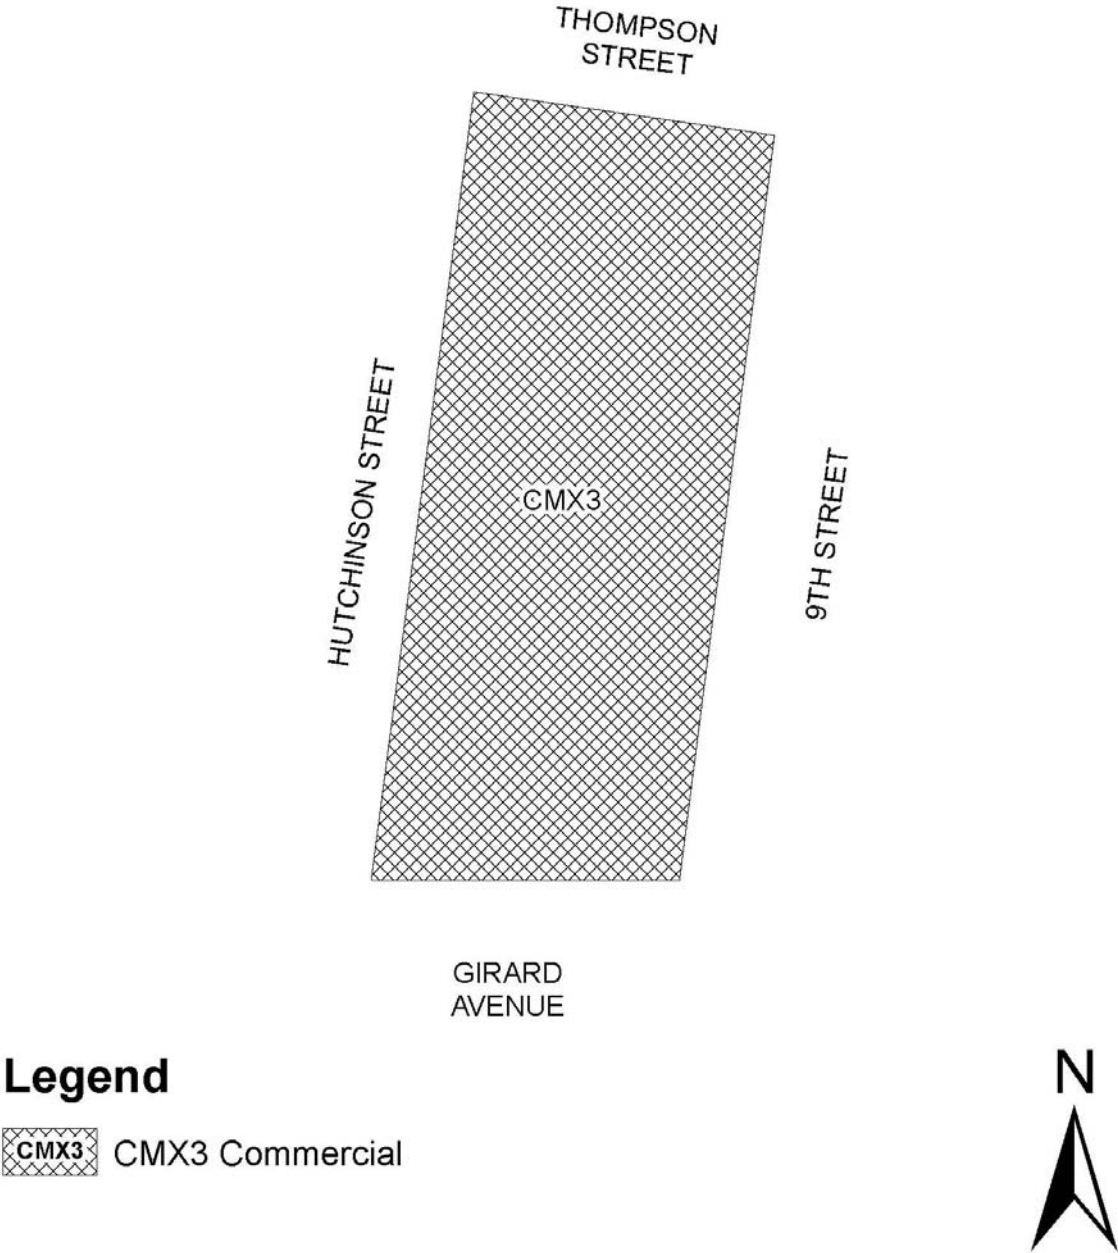 THOMPSON
STREET
HUTCHINSON STREET
CMX3
9TH STREET
GIRARD
AVENUE
Legend
N
CMX3 CMX3 Commercial